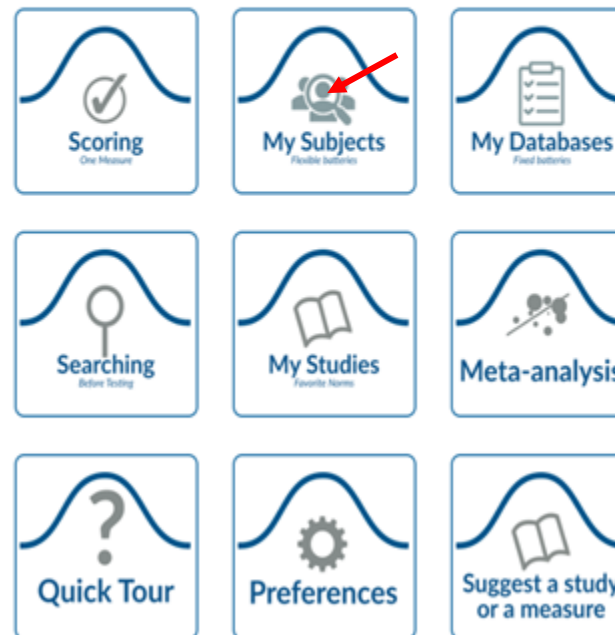 Scoring
One Measure
My Subjects
Flexible batteries
My Databases
Fixed batteries
Searching
Before Testing
My Studies
Favorite Norms
Meta-analysis
Quick Tour
Preferences
Suggest a study
or a measure